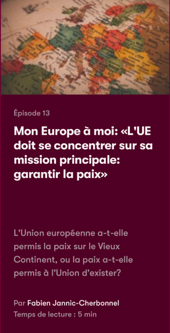 Épisode 13
Mon Europe à moi: «L'UE
doit se concentrer sur sa
mission principale:
garantir la paix»
L'Union européenne a-t-elle
permis la paix sur le Vieux
Continent, ou la paix a-t-elle
permis à l'Union d'exister?
Par Fabien Jannic-Cherbonnel
Temps de lecture : 5 min